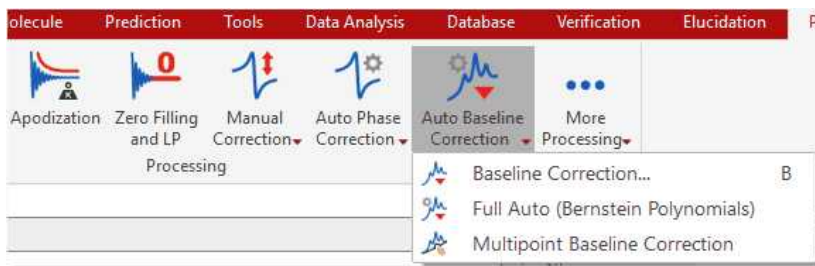 olecule Prediction Tools Data Analysis Database Verification Elucidation P
Apodization Zero Filling Manual Auto Phase Auto Baseline More
and LP Correction Correction Correction Processing
Processing
Baseline Correction... B
Full Auto (Bernstein Polynomials)
Multipoint Baseline Correction